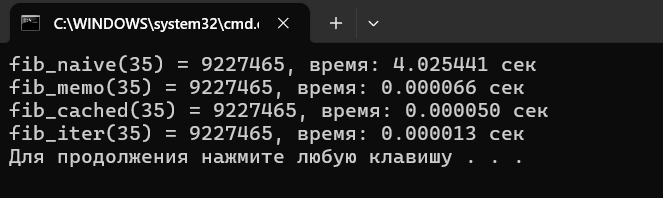 C:\WINDOWS\system32\cmd.e
fib_naive(35) = 9227465, время: 4.025441 сек
fib_memo(35) = 9227465, время: 0.000066 сек
fib_cached(35) = 9227465, время: 0.000050 сек
fib_iter(35) = 9227465, время: 0.000013 сек
Для продолжения нажмите любую клавишу . . .